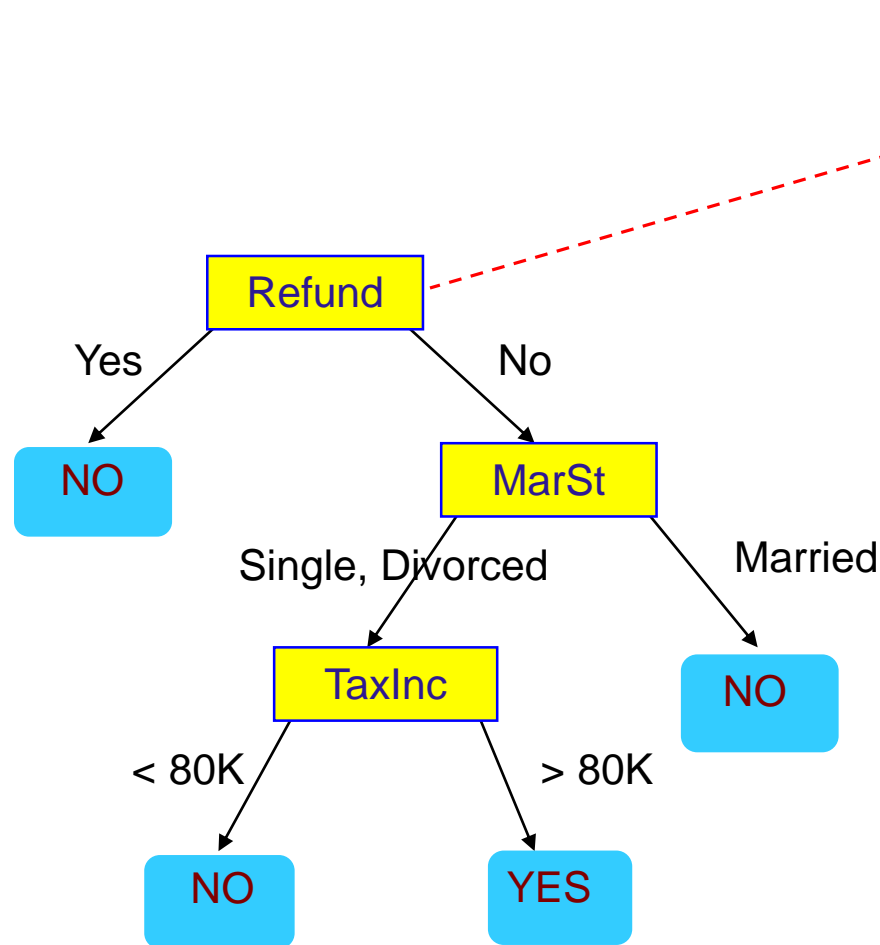 Refund
Yes
No
NO
MarSt
Single, Divorced
Married
TaxInc
NO
< 80K
> 80K
NO
YES